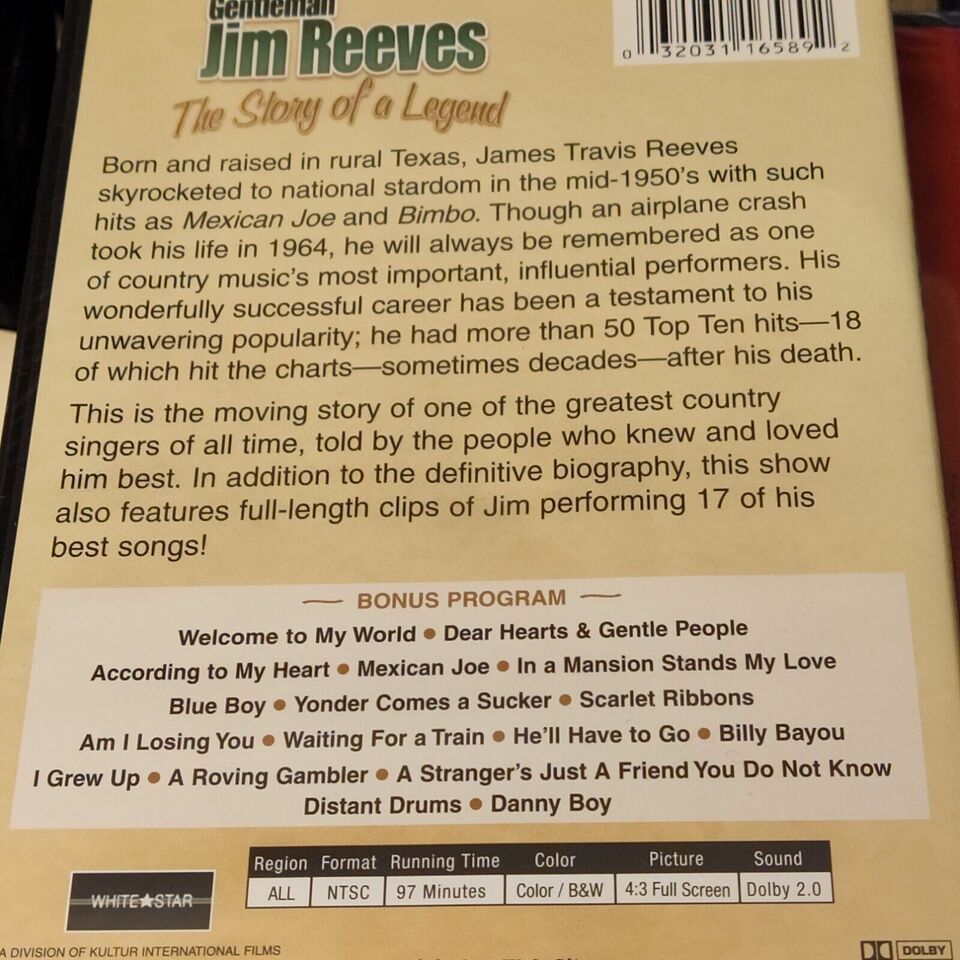 Gentleman
Jim Reeves
The Story of a Legend
0 32031 16589 2
Born and raised in rural Texas, James Travis Reeves
skyrocketed to national stardom in the mid-1950's with such
hits as Mexican Joe and Bimbo. Though an airplane crash
took his life in 1964, he will always be remembered as one
of country music's most important, influential performers. His
wonderfully successful career has been a testament to his
unwavering popularity; he had more than 50 Top Ten hits—18
of which hit the charts—sometimes decades—after his death.
This is the moving story of one of the greatest country
singers of all time, told by the people who knew and loved
him best. In addition to the definitive biography, this show
also features full-length clips of Jim performing 17 of his
best songs!
BONUS PROGRAM
Welcome to My World • Dear Hearts & Gentle People
According to My Heart • Mexican Joe • In a Mansion Stands My Love
Blue Boy • Yonder Comes a Sucker • Scarlet Ribbons
Am I Losing You • Waiting For a Train • He'll Have to Go • Billy Bayou
I Grew Up • A Roving Gambler • A Stranger's Just A Friend You Do Not Know
Distant Drums • Danny Boy
Region Format Running Time Color Picture Sound
ALL NTSC 97 Minutes Color / B&W 4:3 Full Screen Dolby 2.0
WHITE★STAR
A DIVISION OF KULTUR INTERNATIONAL FILMS
DOLBY